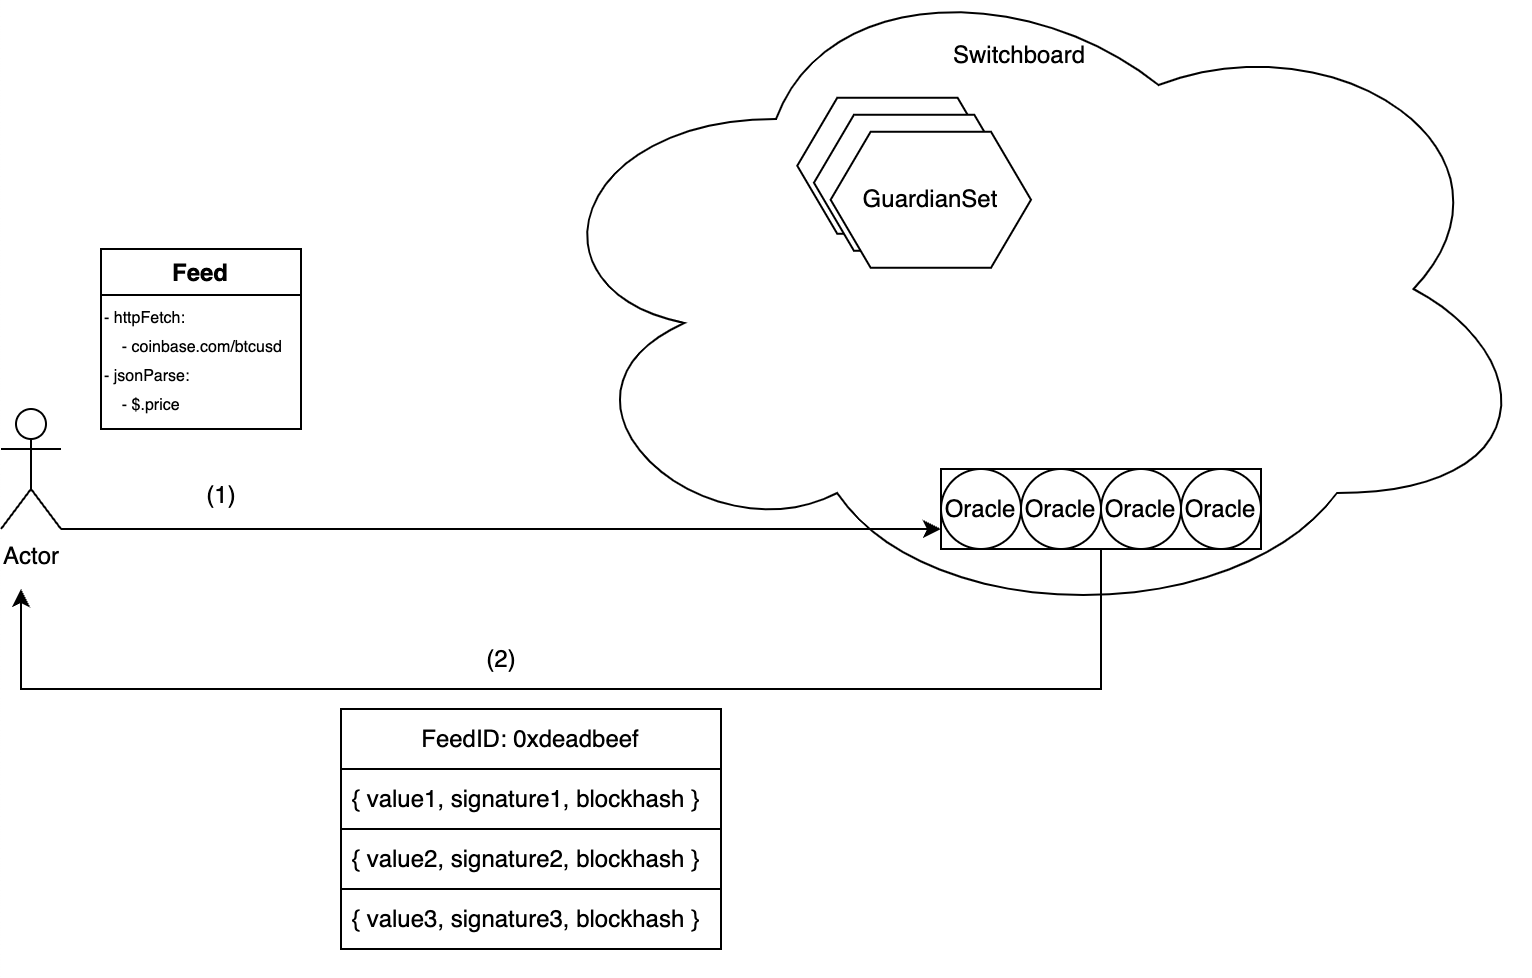 Switchboard
GuardianSet
Feed
- httpFetch:
- coinbase.com/btcusd
- jsonParse:
- $.price
(1)
Oracle
Oracle
Oracle
Oracle
Actor
(2)
FeedID: 0xdeadbeef
{ value1, signature1, blockhash }
{ value2, signature2, blockhash }
{ value3, signature3, blockhash }